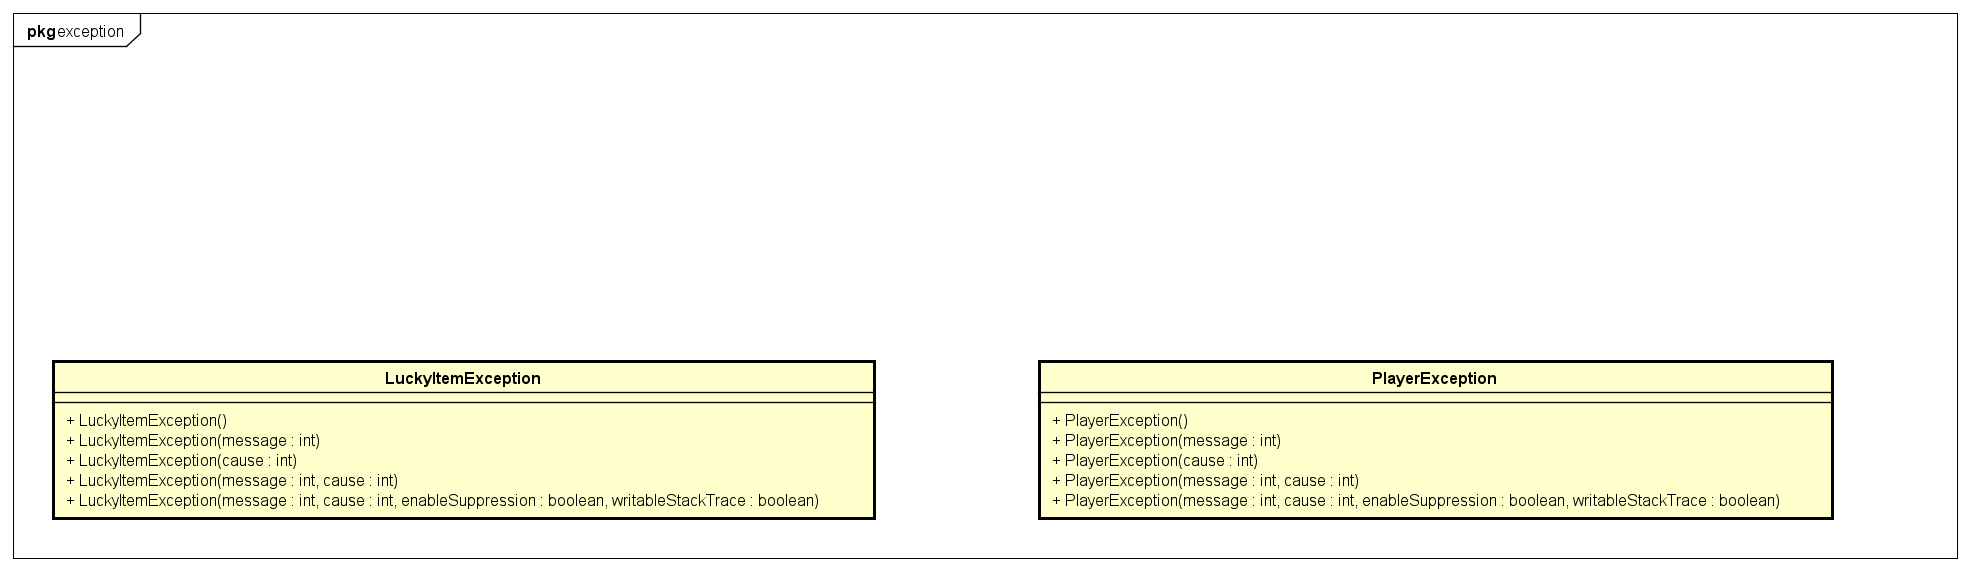 pkg exception
LuckyItemException
+ LuckyItemException()
+ LuckyItemException(message : int)
+ LuckyItemException(cause : int)
+ LuckyItemException(message : int, cause : int)
+ LuckyItemException(message : int, cause : int, enableSuppression : boolean, writableStackTrace : boolean)
PlayerException
+ PlayerException()
+ PlayerException(message : int)
+ PlayerException(cause : int)
+ PlayerException(message : int, cause : int)
+ PlayerException(message : int, cause : int, enableSuppression : boolean, writableStackTrace : boolean)